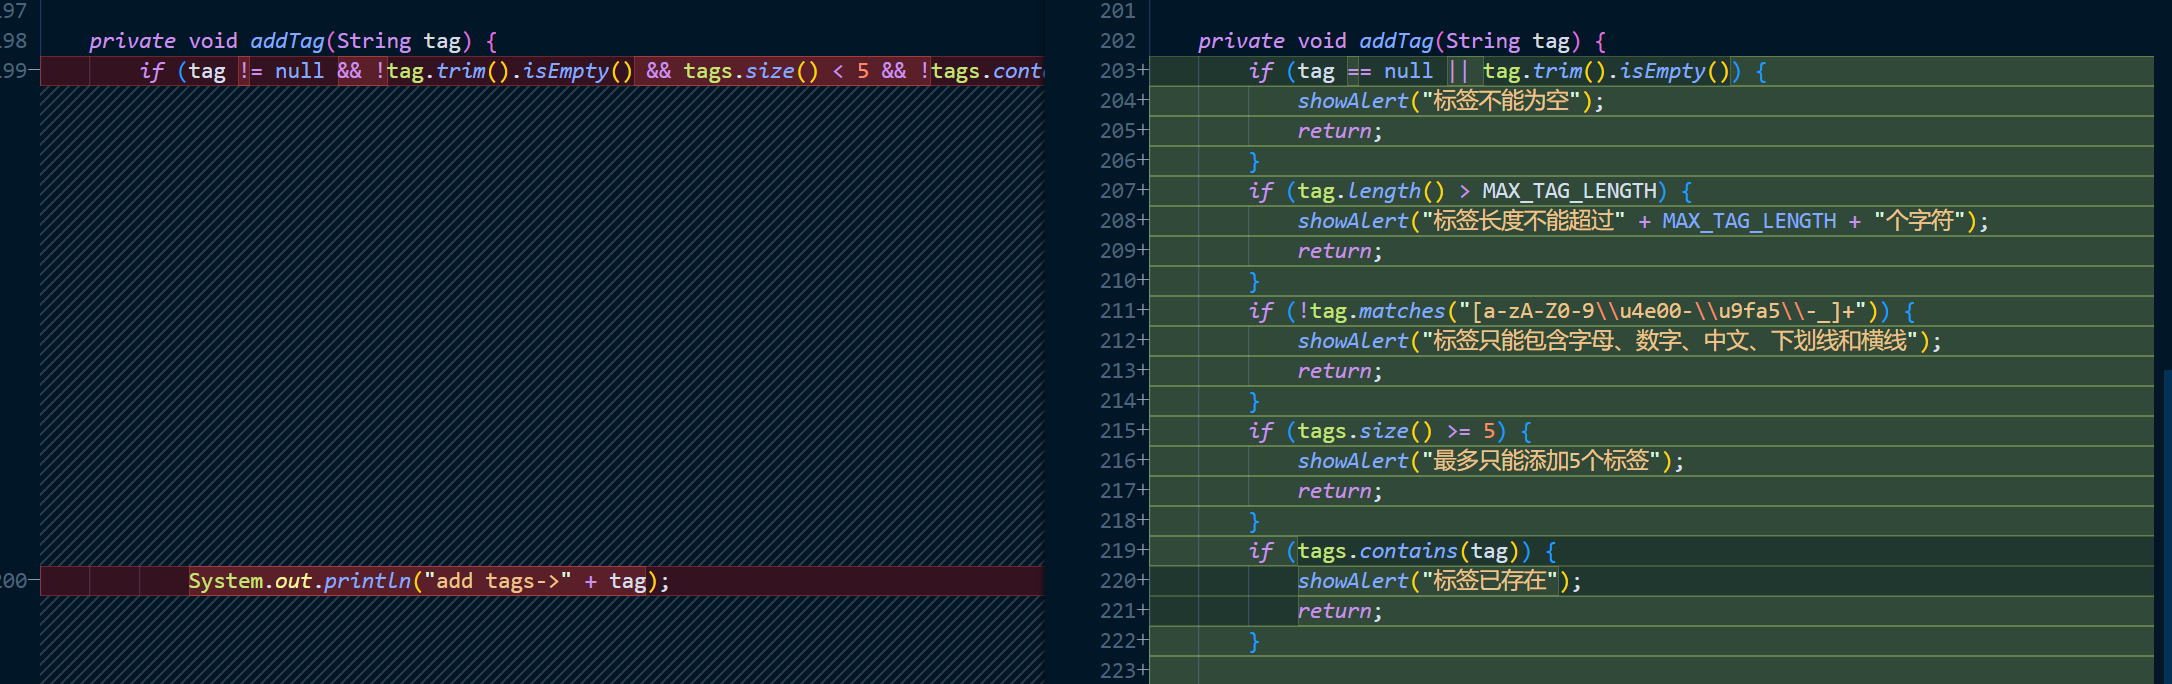 197
198 private void addTag(String tag) {
199- if (tag != null && !tag.trim().isEmpty() && tags.size() < 5 && !tags.cont
200- System.out.println("add tags->" + tag);
201
202 private void addTag(String tag) {
203+ if (tag == null || tag.trim().isEmpty()) {
204+ showAlert("标签不能为空");
205+ return;
206+ }
207+ if (tag.length() > MAX_TAG_LENGTH) {
208+ showAlert("标签长度不能超过" + MAX_TAG_LENGTH + "个字符");
209+ return;
210+ }
211+ if (!tag.matches("[a-zA-Z0-9\\u4e00-\\u9fa5\\-_]+")) {
212+ showAlert("标签只能包含字母、数字、中文、下划线和横线");
213+ return;
214+ }
215+ if (tags.size() >= 5) {
216+ showAlert("最多只能添加5个标签");
217+ return;
218+ }
219+ if (tags.contains(tag)) {
220+ showAlert("标签已存在");
221+ return;
222+ }
223+